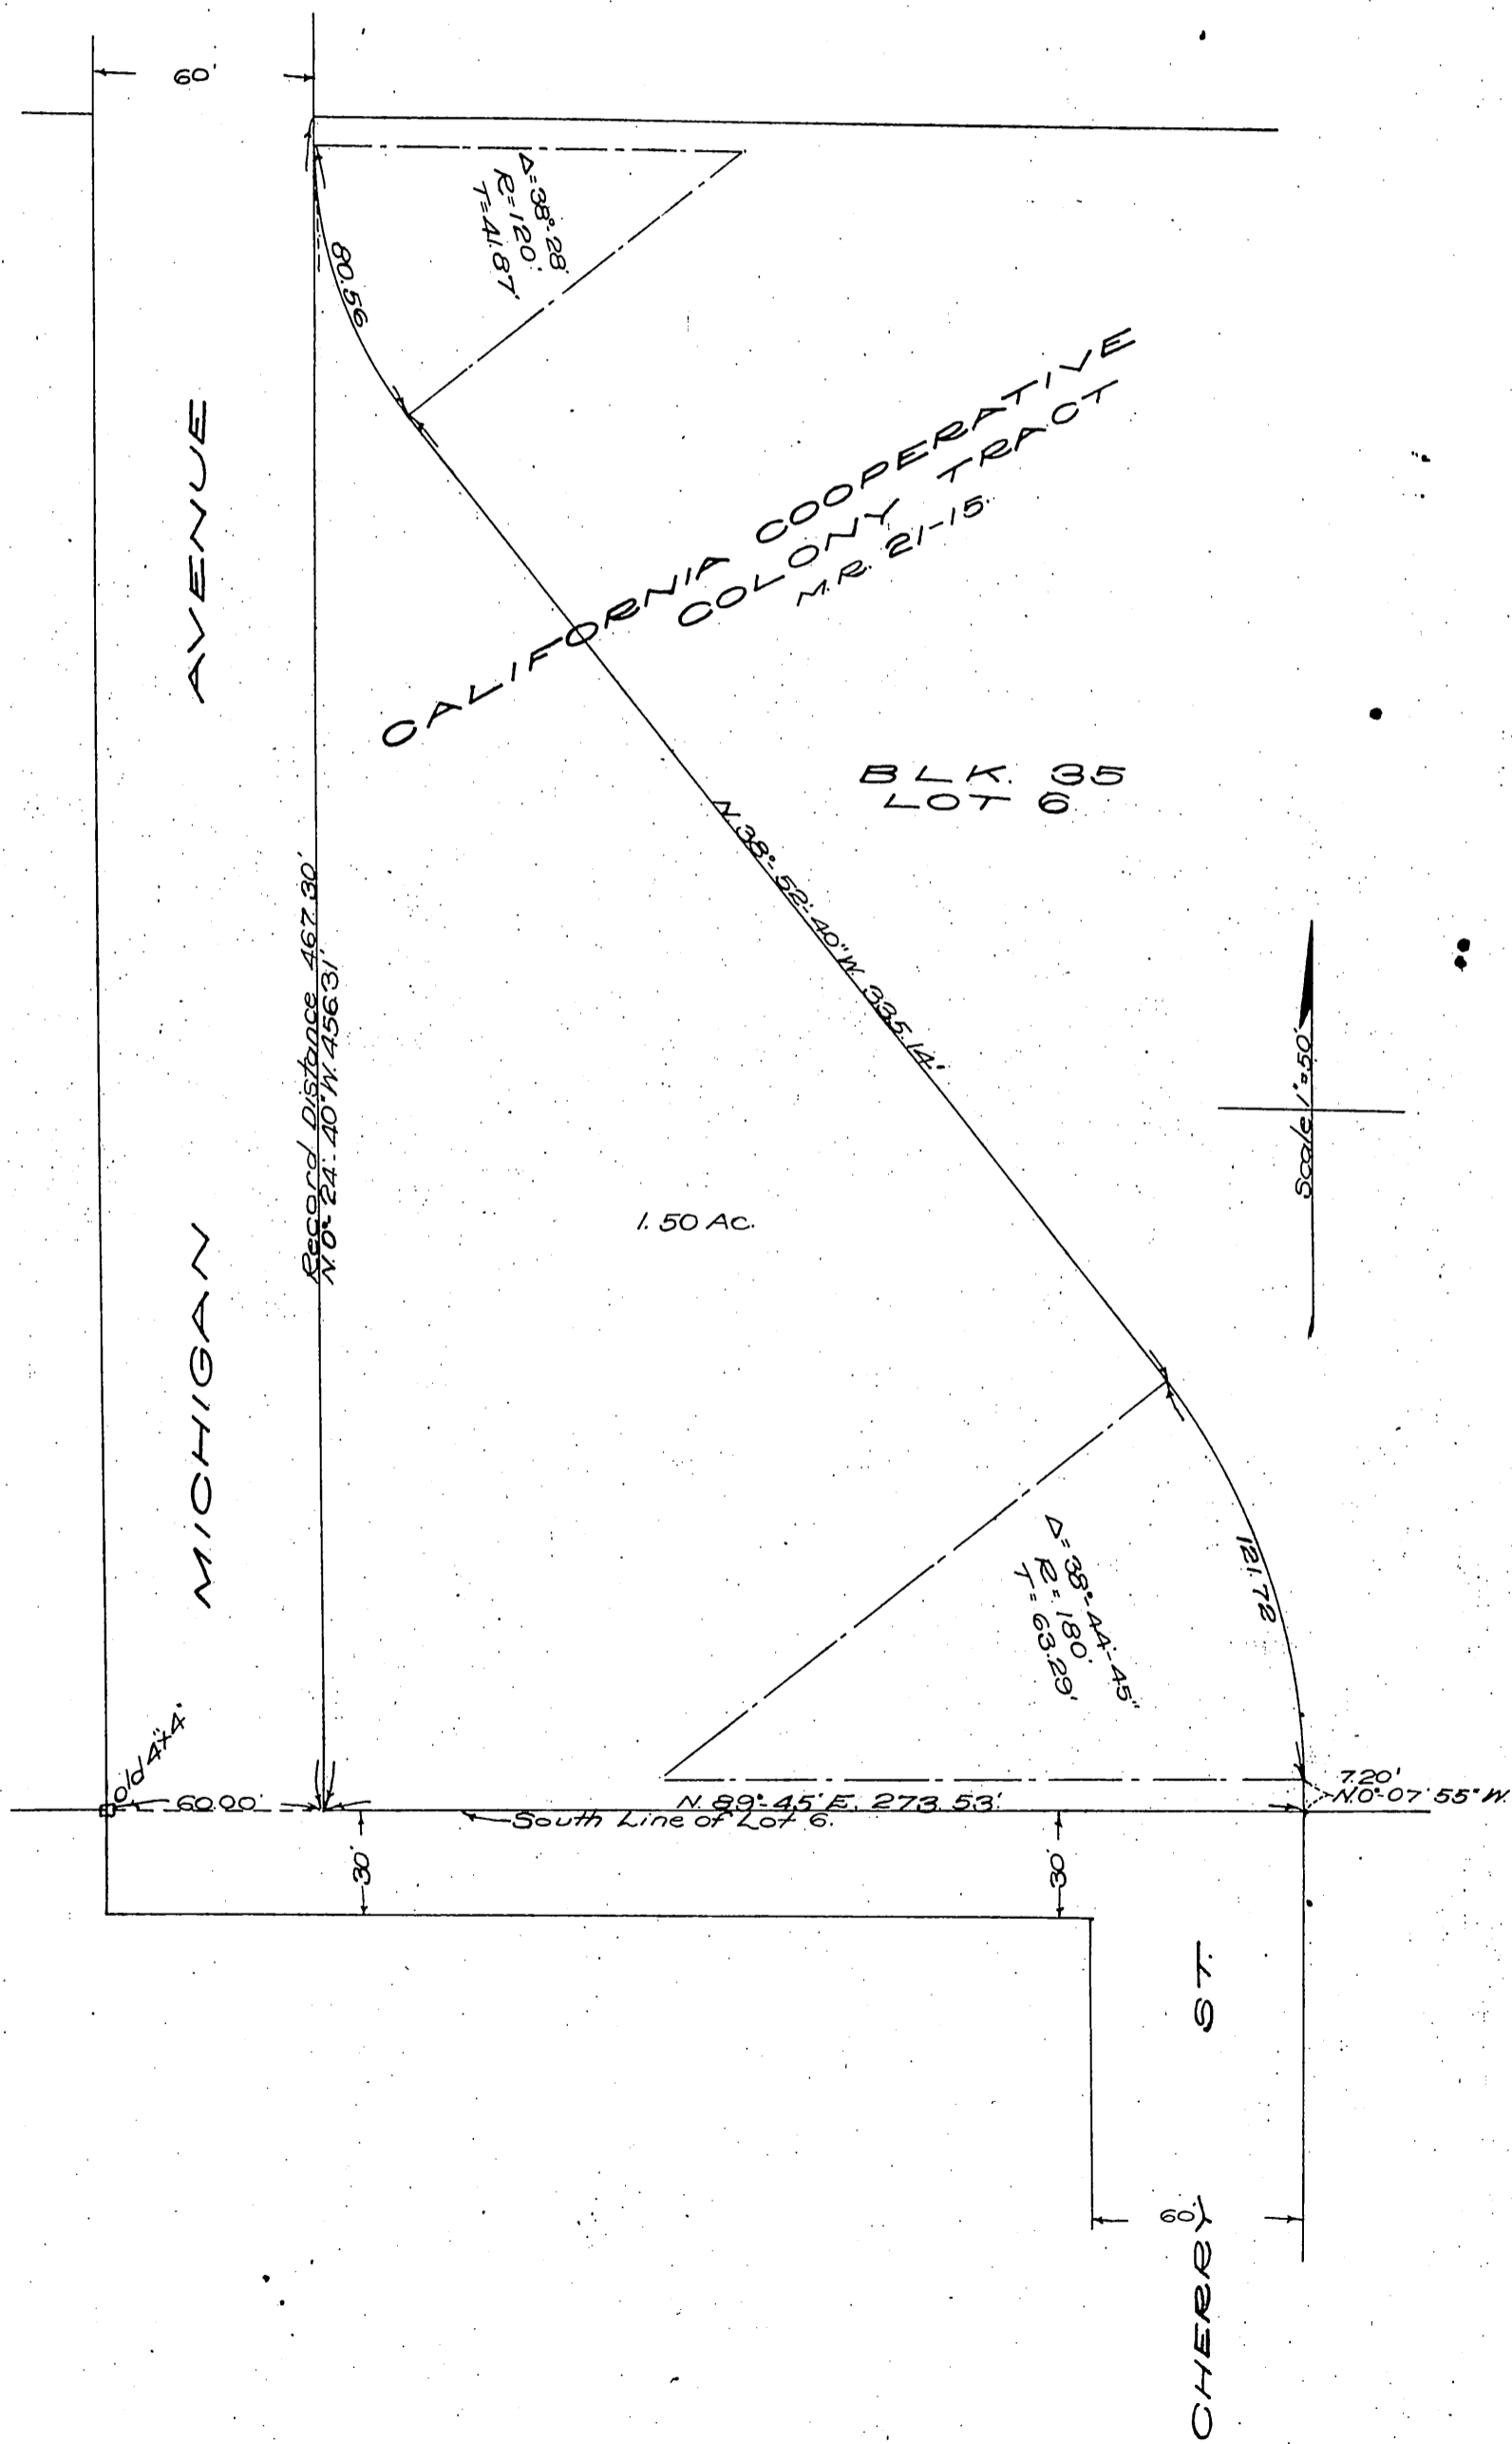 60'
Δ=38°-28'
R=120'
T=41.87'
80.56
CALIFORNIA COOPERATIVE
COLONY TRACT
M.R. 21-15.
AVENUE
BLK. 35
LOT 6
N.38°-52'-40"W. 335.14'
Record Distance 467.30'
N.0°-24'-40"W. 456.31'
Scale 1"=50'
1.50 AC.
MICHIGAN
Δ=38°-44'-45"
R=180'
T=63.29'
121.72
Old 4"x4"
60.00'
N. 89°-45' E. 273.53'
South Line of Lot 6.
7.20'
N.0°-07'55"W.
30'
30'
CHERRY ST.
60'